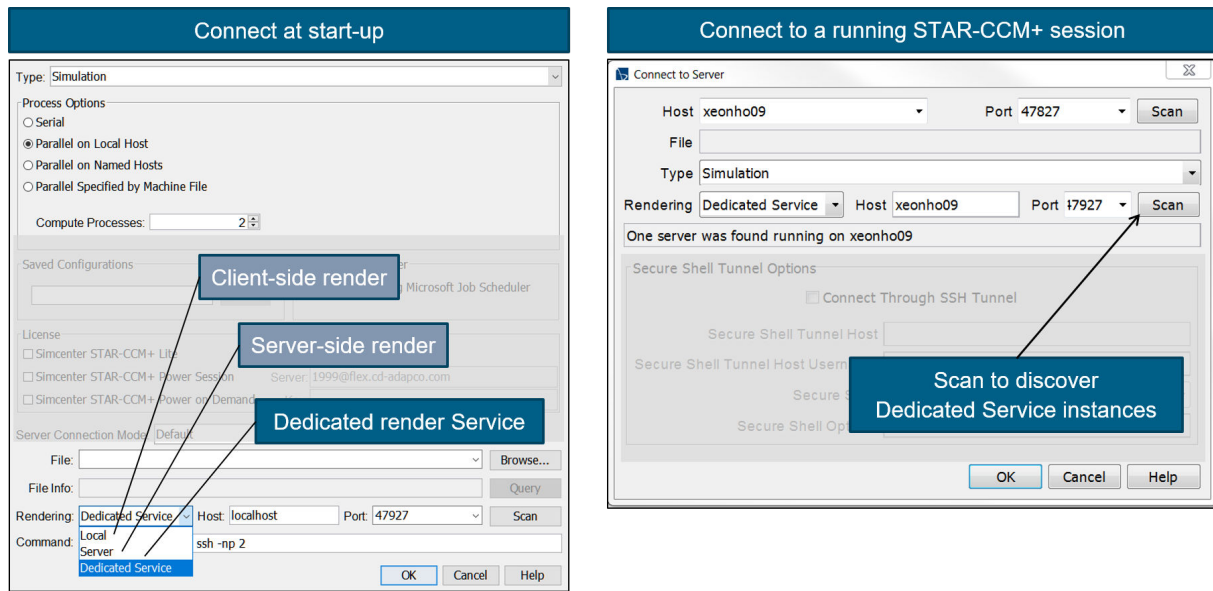 Connect at start-up
Type: Simulation
Process Options
Serial
Parallel on Local Host
Parallel on Named Hosts
Parallel Specified by Machine File
Compute Processes: 2
Saved Configurations
Client-side render
Microsoft Job Scheduler
License
Simcenter STAR-CCM+ Lite
Server-side render
Simcenter STAR-CCM+ Power Session Server: 1999@flex.cd-adapco.com
Simcenter STAR-CCM+ Power on Demand
Dedicated render Service
Server Connection Mode: Default
File: Browse...
File Info: Query
Rendering: Dedicated Service Host: localhost Port: 47927 Scan
Command: ssh -np 2
Local
Server
Dedicated Service
OK Cancel Help
Connect to a running STAR-CCM+ session
Connect to Server
Host xeonho09 Port 47827 Scan
File
Type Simulation
Rendering Dedicated Service Host xeonho09 Port 47927 Scan
One server was found running on xeonho09
Secure Shell Tunnel Options
Connect Through SSH Tunnel
Secure Shell Tunnel Host
Secure Shell Tunnel Host
Secure
Secure Shell
Scan to discover
Dedicated Service instances
OK Cancel Help